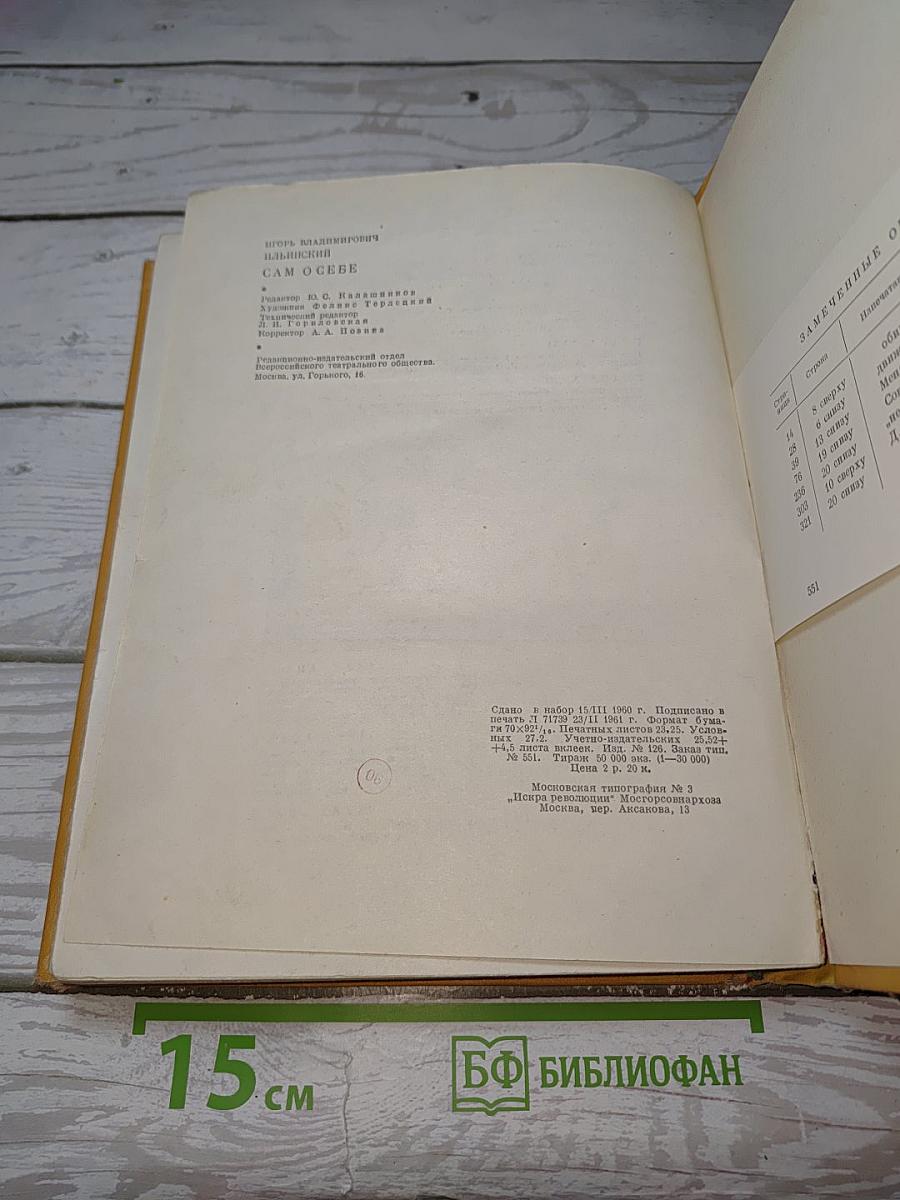 ИГОРЬ ВЛАДИМИРОВИЧ
ИЛЬИНСКИЙ
САМ О СЕБЕ
Редактор Ю. С. Калашников
Художник Феликс Терлецкий
Технический редактор
Л. И. Горпловская
Корректор А. А. Позина
Редакционно-издательский отдел
Всероссийского театрального общества.
Москва, ул. Горького, 16.
Сдано в набор 15/III 1960 г. Подписано в
печать Л 71739 23/II 1961 г. Формат бума-
ги 70×92¹/₁₆. Печатных листов 23,25. Услов-
ных 27,2. Учетно-издательских 25,52+
+4,5 листа вклеек. Изд. № 126. Заказ тип.
№ 551. Тираж 50 000 экз. (1—30 000)
Цена 2 р. 20 к.
Московская типография № 3
„Искра революции" Мосгорсовнархоза
Москва, пер. Аксакова, 13
ЗАМЕЧЕННЫЕ О
Стра-
ница
Строка
Напечата
14 8 сверху
28 6 снизу
39 13 снизу
76 19 снизу
236 20 снизу
303 10 сверху
321 20 снизу
551
15 см
БФ БИБЛИОФАН